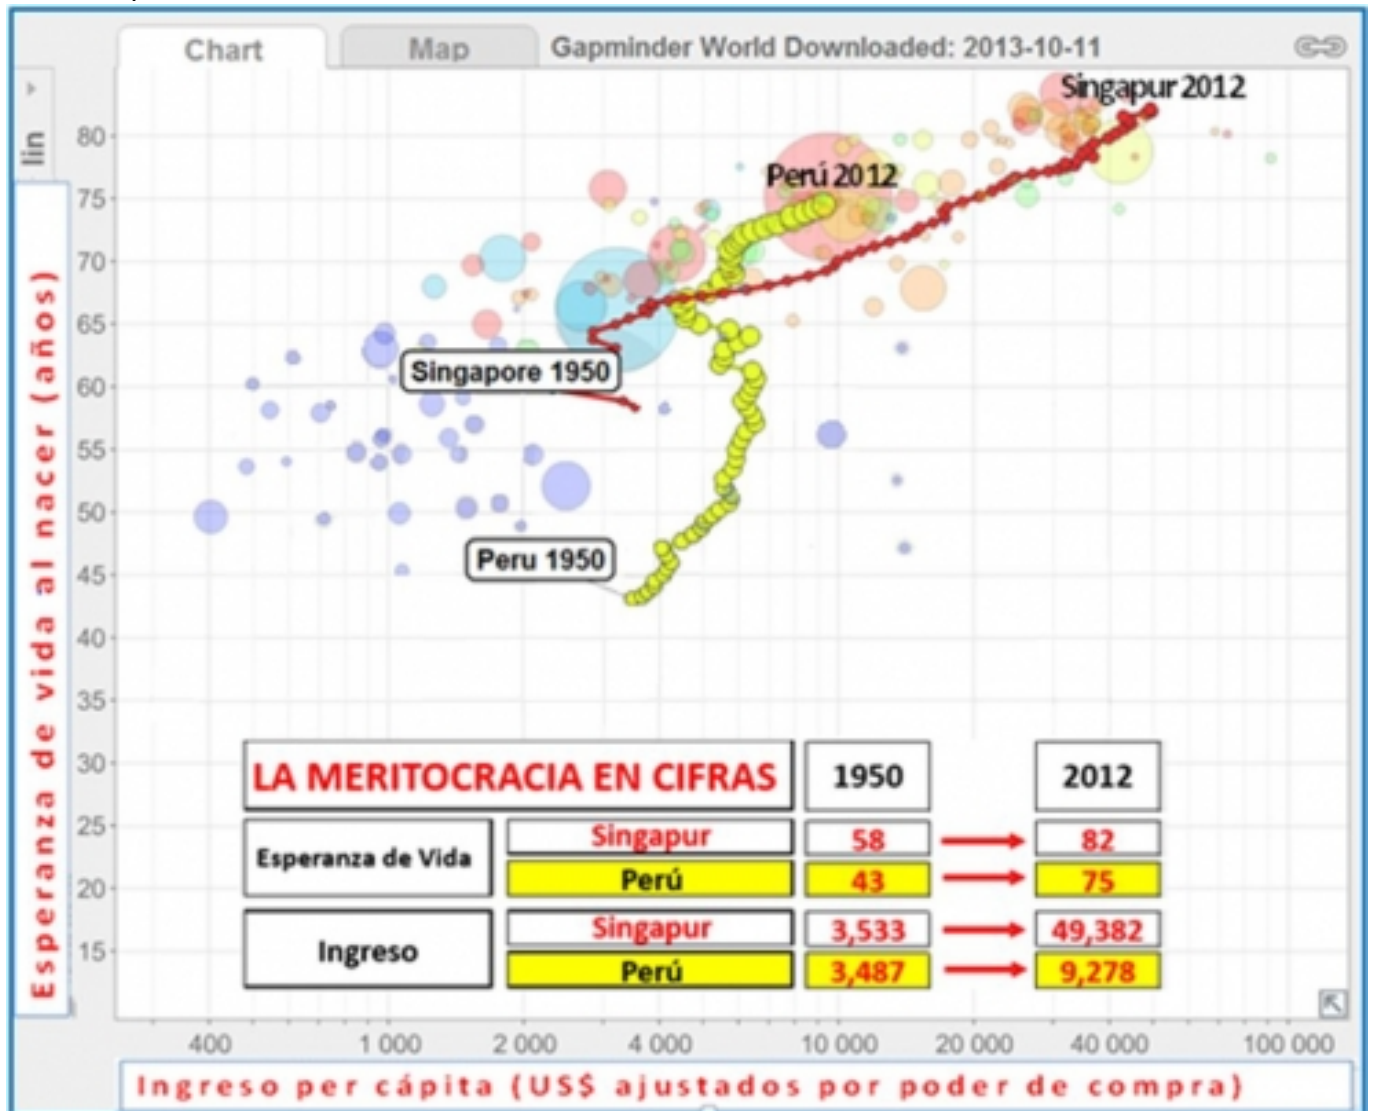 Chart Map Gapminder World Downloaded: 2013-10-11
lin
Esperanza de vida al nacer (años)
80
75
70
65
60
55
50
45
40
35
30
25
20
15
Singapur 2012
Perú 2012
Singapore 1950
Peru 1950
LA MERITOCRACIA EN CIFRAS 1950 2012
Esperanza de Vida
Singapur 58 82
Perú 43 75
Ingreso
Singapur 3,533 49,382
Perú 3,487 9,278
400 1 000 2 000 4 000 10 000 20 000 40 000 100 000
Ingreso per cápita (US$ ajustados por poder de compra)